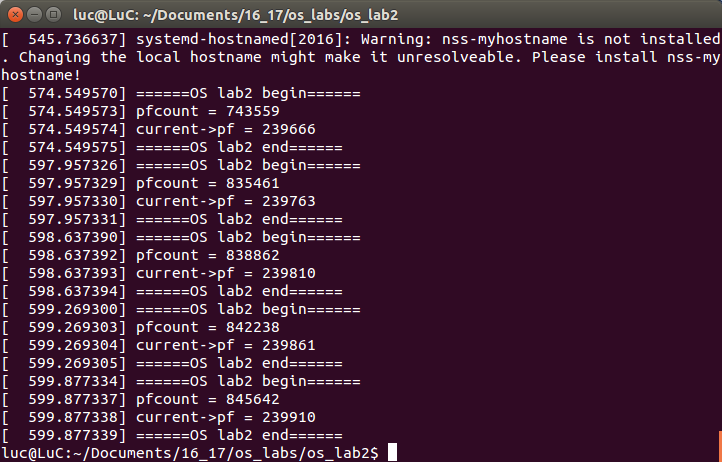 luc@LuC: ~/Documents/16_17/os_labs/os_lab2
[  545.736637] systemd-hostnamed[2016]: Warning: nss-myhostname is not installed
. Changing the local hostname might make it unresolveable. Please install nss-my
hostname!
[  574.549570] ======OS lab2 begin======
[  574.549573] pfcount = 743559
[  574.549574] current->pf = 239666
[  574.549575] ======OS lab2 end======
[  597.957326] ======OS lab2 begin======
[  597.957329] pfcount = 835461
[  597.957330] current->pf = 239763
[  597.957331] ======OS lab2 end======
[  598.637390] ======OS lab2 begin======
[  598.637392] pfcount = 838862
[  598.637393] current->pf = 239810
[  598.637394] ======OS lab2 end======
[  599.269300] ======OS lab2 begin======
[  599.269303] pfcount = 842238
[  599.269304] current->pf = 239861
[  599.269305] ======OS lab2 end======
[  599.877334] ======OS lab2 begin======
[  599.877337] pfcount = 845642
[  599.877338] current->pf = 239910
[  599.877339] ======OS lab2 end======
luc@LuC:~/Documents/16_17/os_labs/os_lab2$